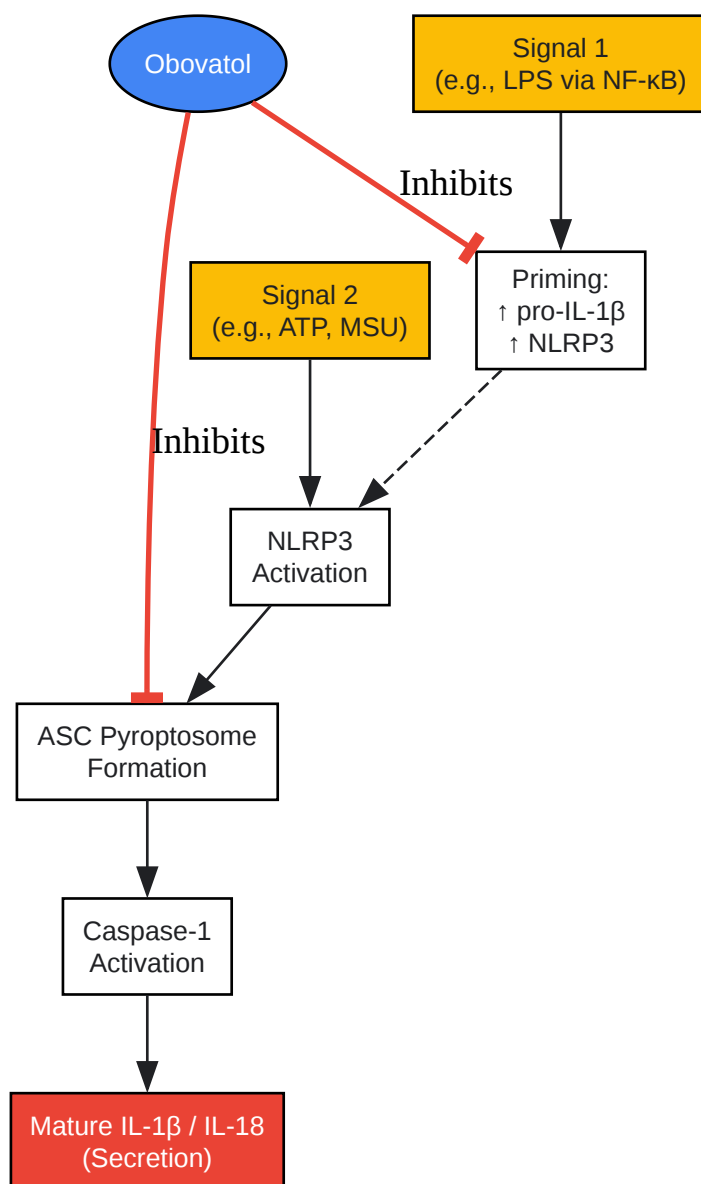 Obovatol
Signal 1
(e.g., LPS via NF-κB)
Inhibits
Priming:
↑ pro-IL-1β
↑ NLRP3
Signal 2
(e.g., ATP, MSU)
Inhibits
NLRP3
Activation
ASC Pyroptosome
Formation
Caspase-1
Activation
Mature IL-1β / IL-18
(Secretion)